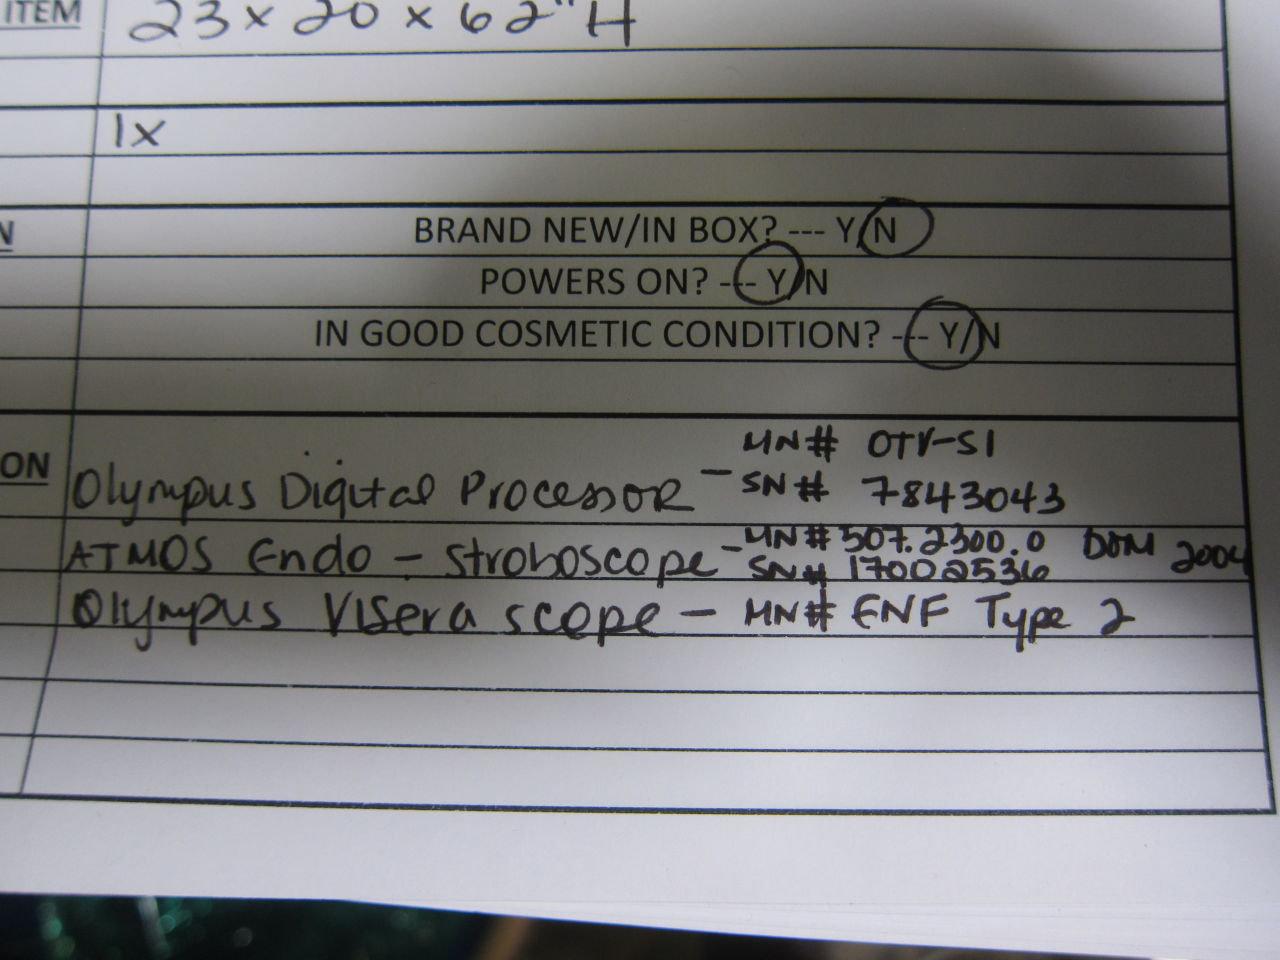 ITEM 23 x 20 x 62" H
1x
N BRAND NEW/IN BOX? --- Y/N
POWERS ON? --- Y/N
IN GOOD COSMETIC CONDITION? --- Y/N
MN# OTV-S1
ON Olympus Digital Processor - SN# 7843043
ATMOS Endo - Stroboscope - MN# 507.2300.0 DOM 2004
SN# 17002536
Olympus Visera scope - MN# ENF Type 2